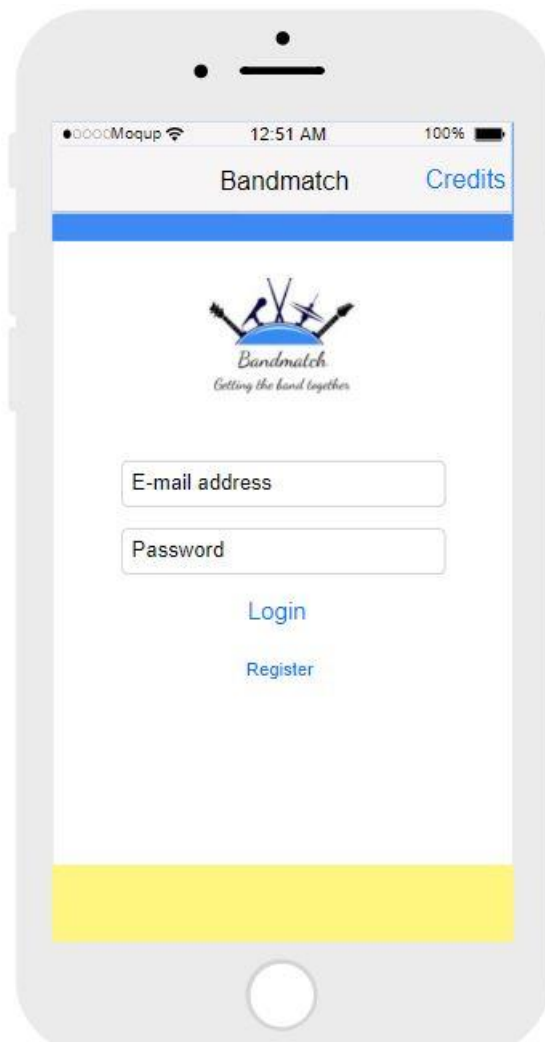 Moqup 12:51 AM 100%
Bandmatch Credits
Bandmatch
Getting the band together
E-mail address
Password
Login
Register